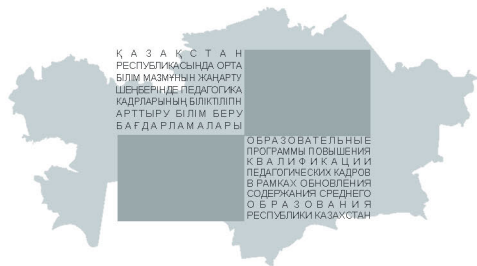 ҚАЗАҚСТАН
РЕСПУБЛИКАСЫНДА ОРТА
БІЛІМ МАЗМҰНЫН ЖАҢАРТУ
ШЕҢБЕРІНДЕ ПЕДАГОГИКА
КАДРЛАРЫНЫҢ БІЛІКТІЛІГІН
АРТТЫРУ БІЛІМ БЕРУ
БАҒДАРЛАМАЛАРЫ
ОБРАЗОВАТЕЛЬНЫЕ
ПРОГРАММЫ ПОВЫШЕНИЯ
КВАЛИФИКАЦИИ
ПЕДАГОГИЧЕСКИХ КАДРОВ
В РАМКАХ ОБНОВЛЕНИЯ
СОДЕРЖАНИЯ СРЕДНЕГО
ОБРАЗОВАНИЯ
РЕСПУБЛИКИ КАЗАХСТАН